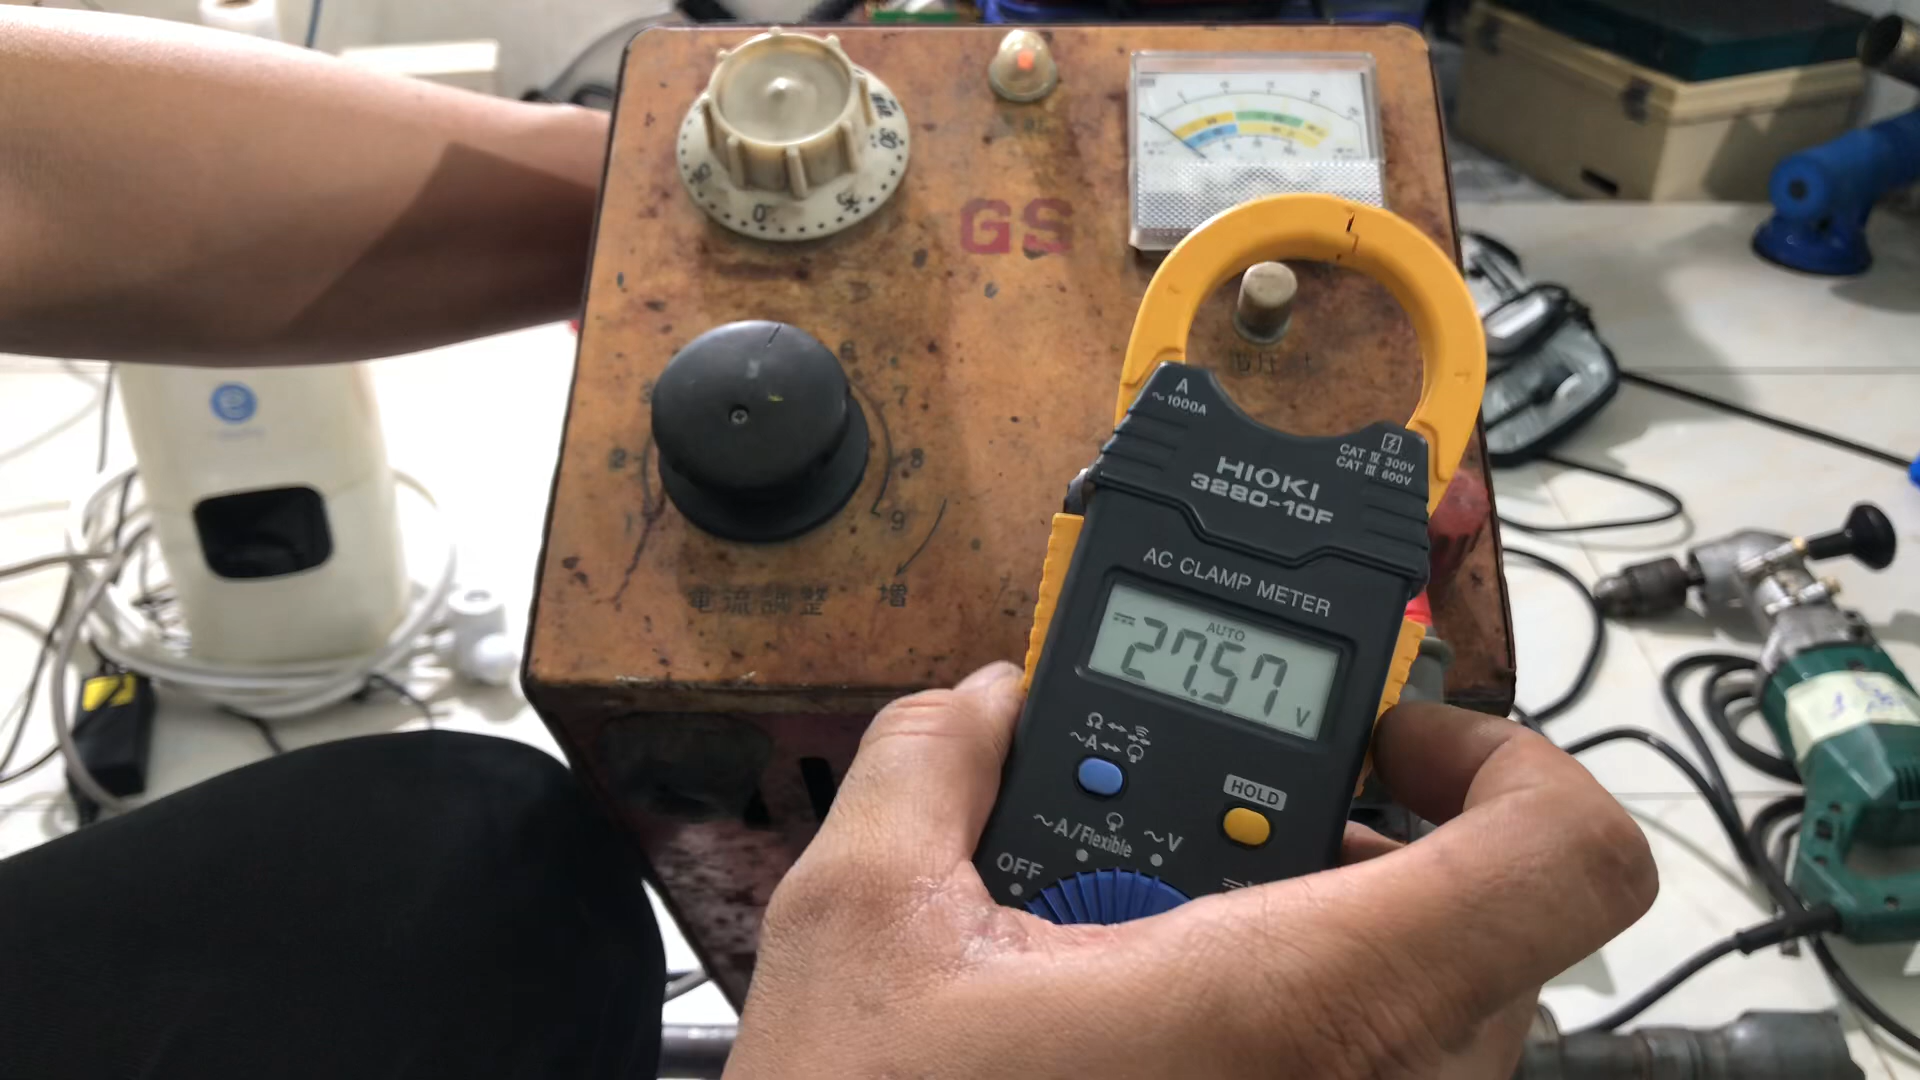 GS
0
30
2
6
7
8
9
電流調整 增
A
~1000A
CAT Ⅳ 300V
CAT Ⅲ 600V
HIOKI
3280-10F
AC CLAMP METER
AUTO
27.57 V
Ω
~A
HOLD
~A/Flexible
~V
OFF